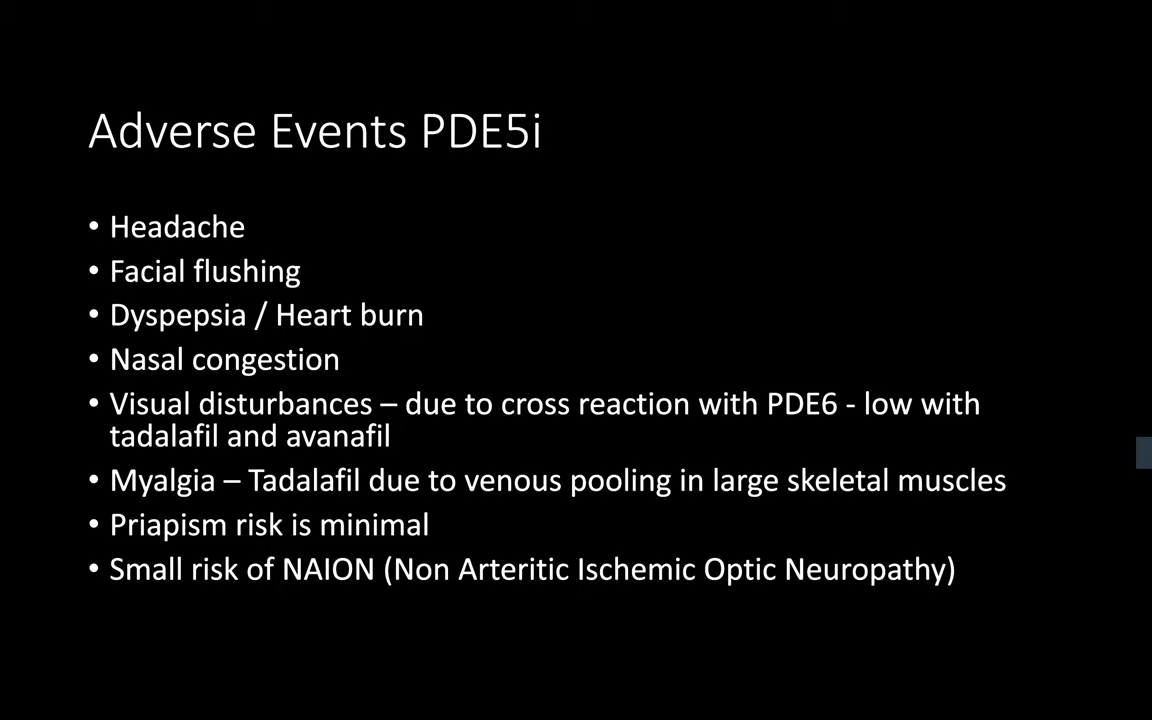 Adverse Events PDE5i
• Headache
• Facial flushing
• Dyspepsia / Heart burn
• Nasal congestion
• Visual disturbances – due to cross reaction with PDE6 - low with
tadalafil and avanafil
• Myalgia – Tadalafil due to venous pooling in large skeletal muscles
• Priapism risk is minimal
• Small risk of NAION (Non Arteritic Ischemic Optic Neuropathy)